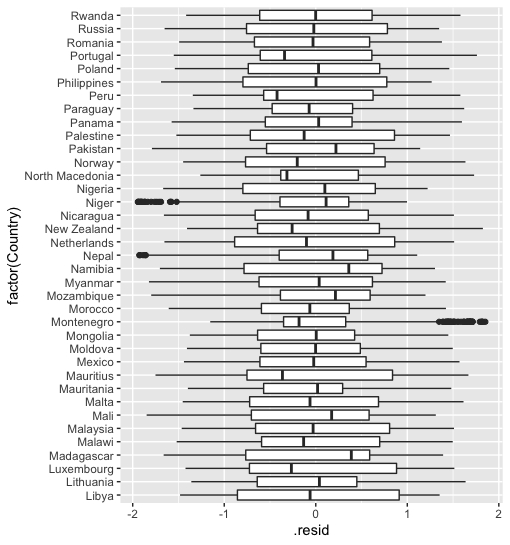 factor(Country)
Rwanda
Russia
Romania
Portugal
Poland
Philippines
Peru
Paraguay
Panama
Palestine
Pakistan
Norway
North Macedonia
Nigeria
Niger
Nicaragua
New Zealand
Netherlands
Nepal
Namibia
Myanmar
Mozambique
Morocco
Montenegro
Mongolia
Moldova
Mexico
Mauritius
Mauritania
Malta
Mali
Malaysia
Malawi
Madagascar
Luxembourg
Lithuania
Libya
-2 -1 0 1 2
.resid